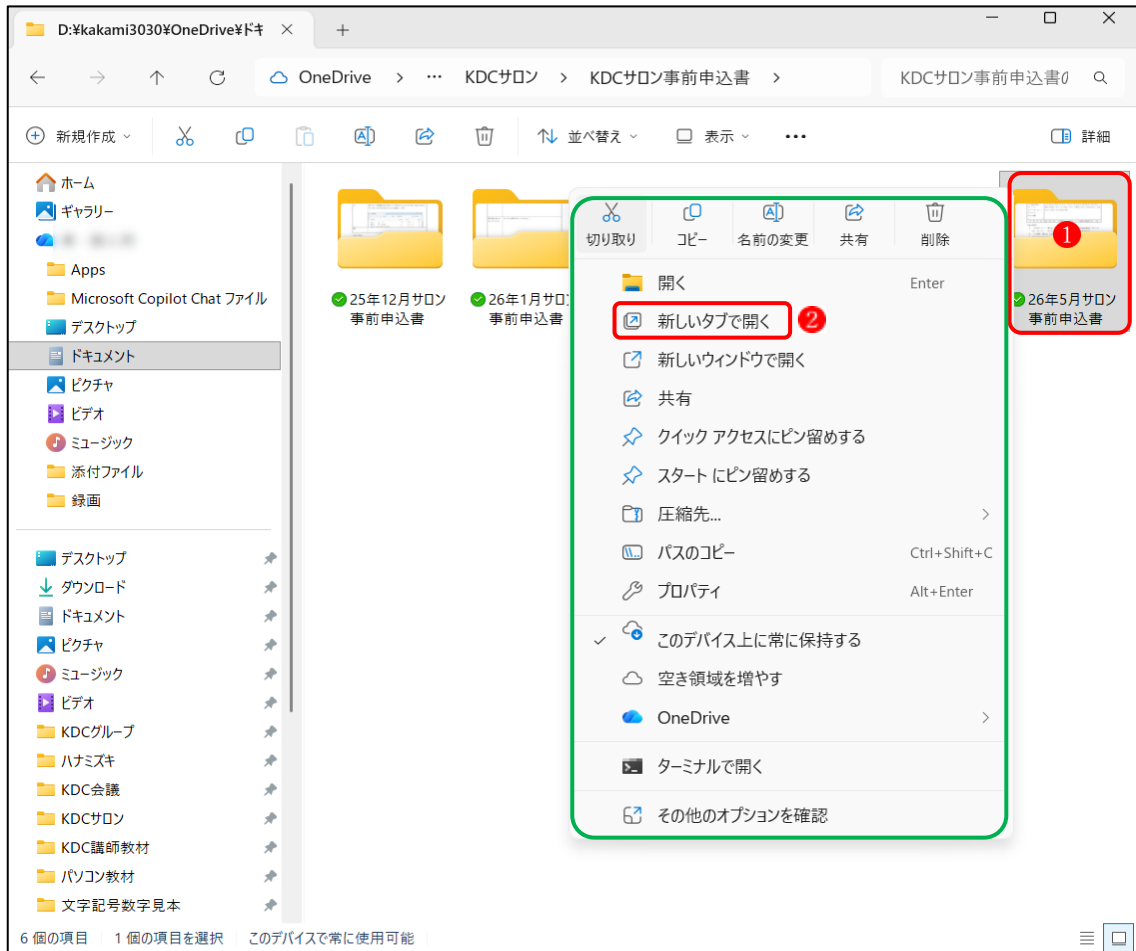 D:¥kakami3030¥OneDrive¥ドキ
OneDrive > ... KDCサロン > KDCサロン事前申込書 >
KDCサロン事前申込書の
新規作成
並べ替え
表示
詳細
ホーム
ギャラリー
Apps
Microsoft Copilot Chat ファイル
デスクトップ
ドキュメント
ピクチャ
ビデオ
ミュージック
添付ファイル
録画
デスクトップ
ダウンロード
ドキュメント
ピクチャ
ミュージック
ビデオ
KDCグループ
ハナミズキ
KDC会議
KDCサロン
KDC講師教材
パソコン教材
文字記号数字見本
25年12月サロン
事前申込書
26年1月サロン
事前申込書
1
26年5月サロン
事前申込書
切り取り
コピー
名前の変更
共有
削除
開く Enter
新しいタブで開く 2
新しいウィンドウで開く
共有
クイック アクセスにピン留めする
スタート にピン留めする
圧縮先...
パスのコピー Ctrl+Shift+C
プロパティ Alt+Enter
このデバイス上に常に保持する
空き領域を増やす
OneDrive
ターミナルで開く
その他のオプションを確認
6 個の項目 1 個の項目を選択 このデバイスで常に使用可能